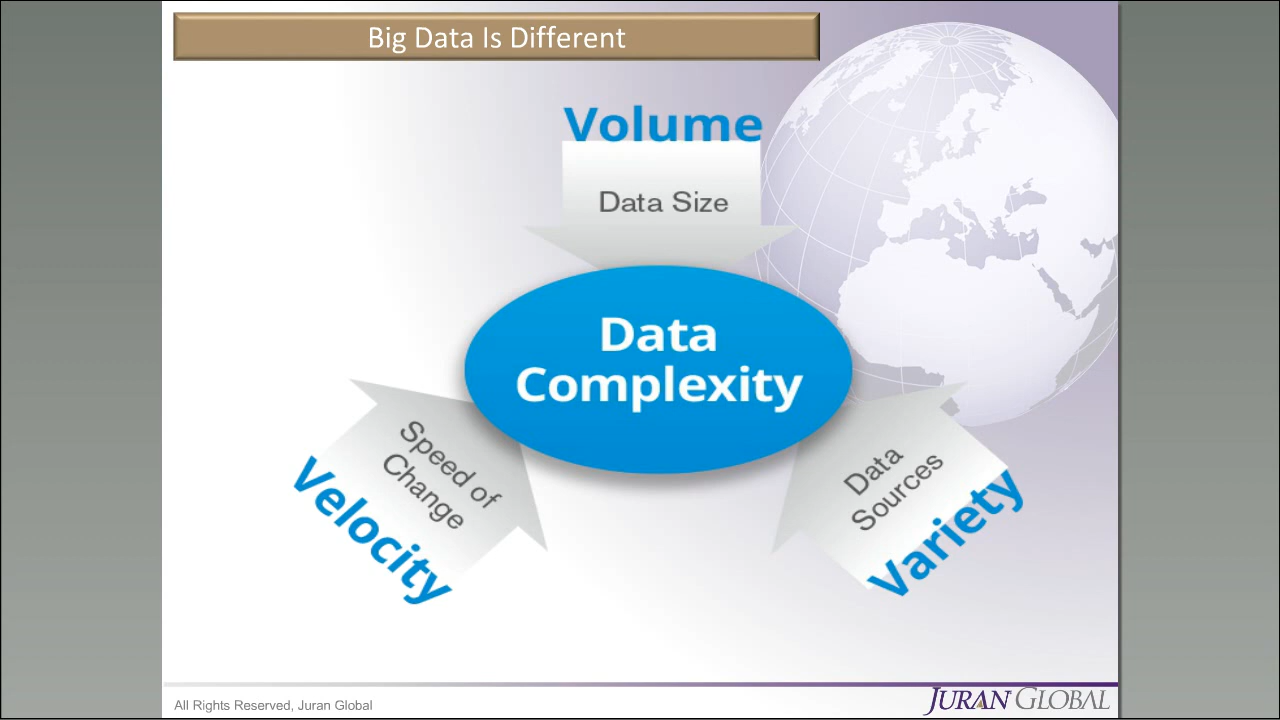 Big Data Is Different
Volume
Data Size
Data
Complexity
Speed of
Change
Velocity
Data
Sources
Variety
All Rights Reserved, Juran Global
JURAN GLOBAL